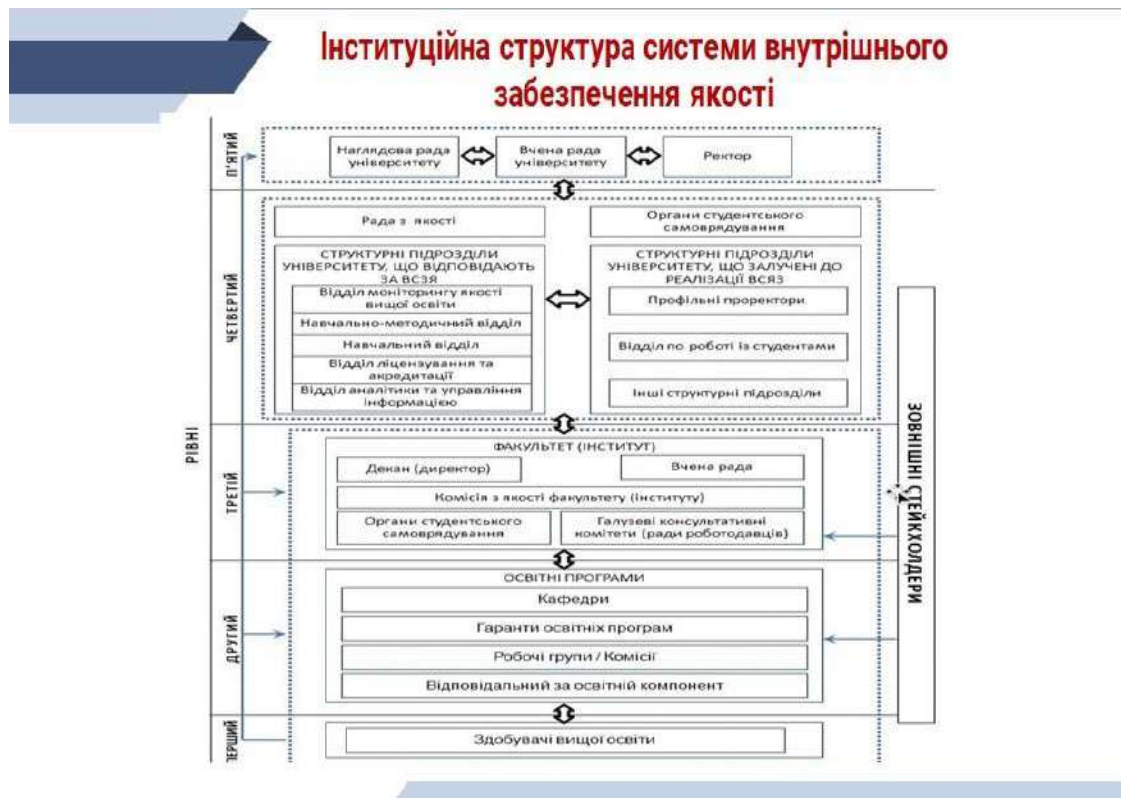 Інституційна структура системи внутрішнього
забезпечення якості
РІВНІ
П'ЯТИЙ
Наглядова рада
університету
Вчена рада
університету
Ректор
ЧЕТВЕРТИЙ
Рада з якості
Органи студентського
самоврядування
СТРУКТУРНІ ПІДРОЗДІЛИ
УНІВЕРСИТЕТУ, ЩО ВІДПОВІДАЮТЬ
ЗА ВСЗЯ
Відділ моніторингу якості
вищої освіти
Навчально-методичний відділ
Навчальний відділ
Відділ ліцензування та
акредитації
Відділ аналітики та управління
інформацією
СТРУКТУРНІ ПІДРОЗДІЛИ
УНІВЕРСИТЕТУ, ЩО ЗАЛУЧЕНІ ДО
РЕАЛІЗАЦІЇ ВСЯЗ
Профільні проректори
Відділ по роботі із студентами
Інші структурні підрозділи
ТРЕТІЙ
ФАКУЛЬТЕТ (ІНСТИТУТ)
Декан (директор)
Вчена рада
Комісія з якості факультету (інституту)
Органи студентського
самоврядування
Галузеві консультативні
комітети (ради роботодавців)
ДРУГИЙ
ОСВІТНІ ПРОГРАМИ
Кафедри
Гаранти освітніх програм
Робочі групи / Комісії
Відповідальний за освітній компонент
ПЕРШИЙ
Здобувачі вищої освіти
ЗОВНІШНІ СТЕЙКХОЛДЕРИ